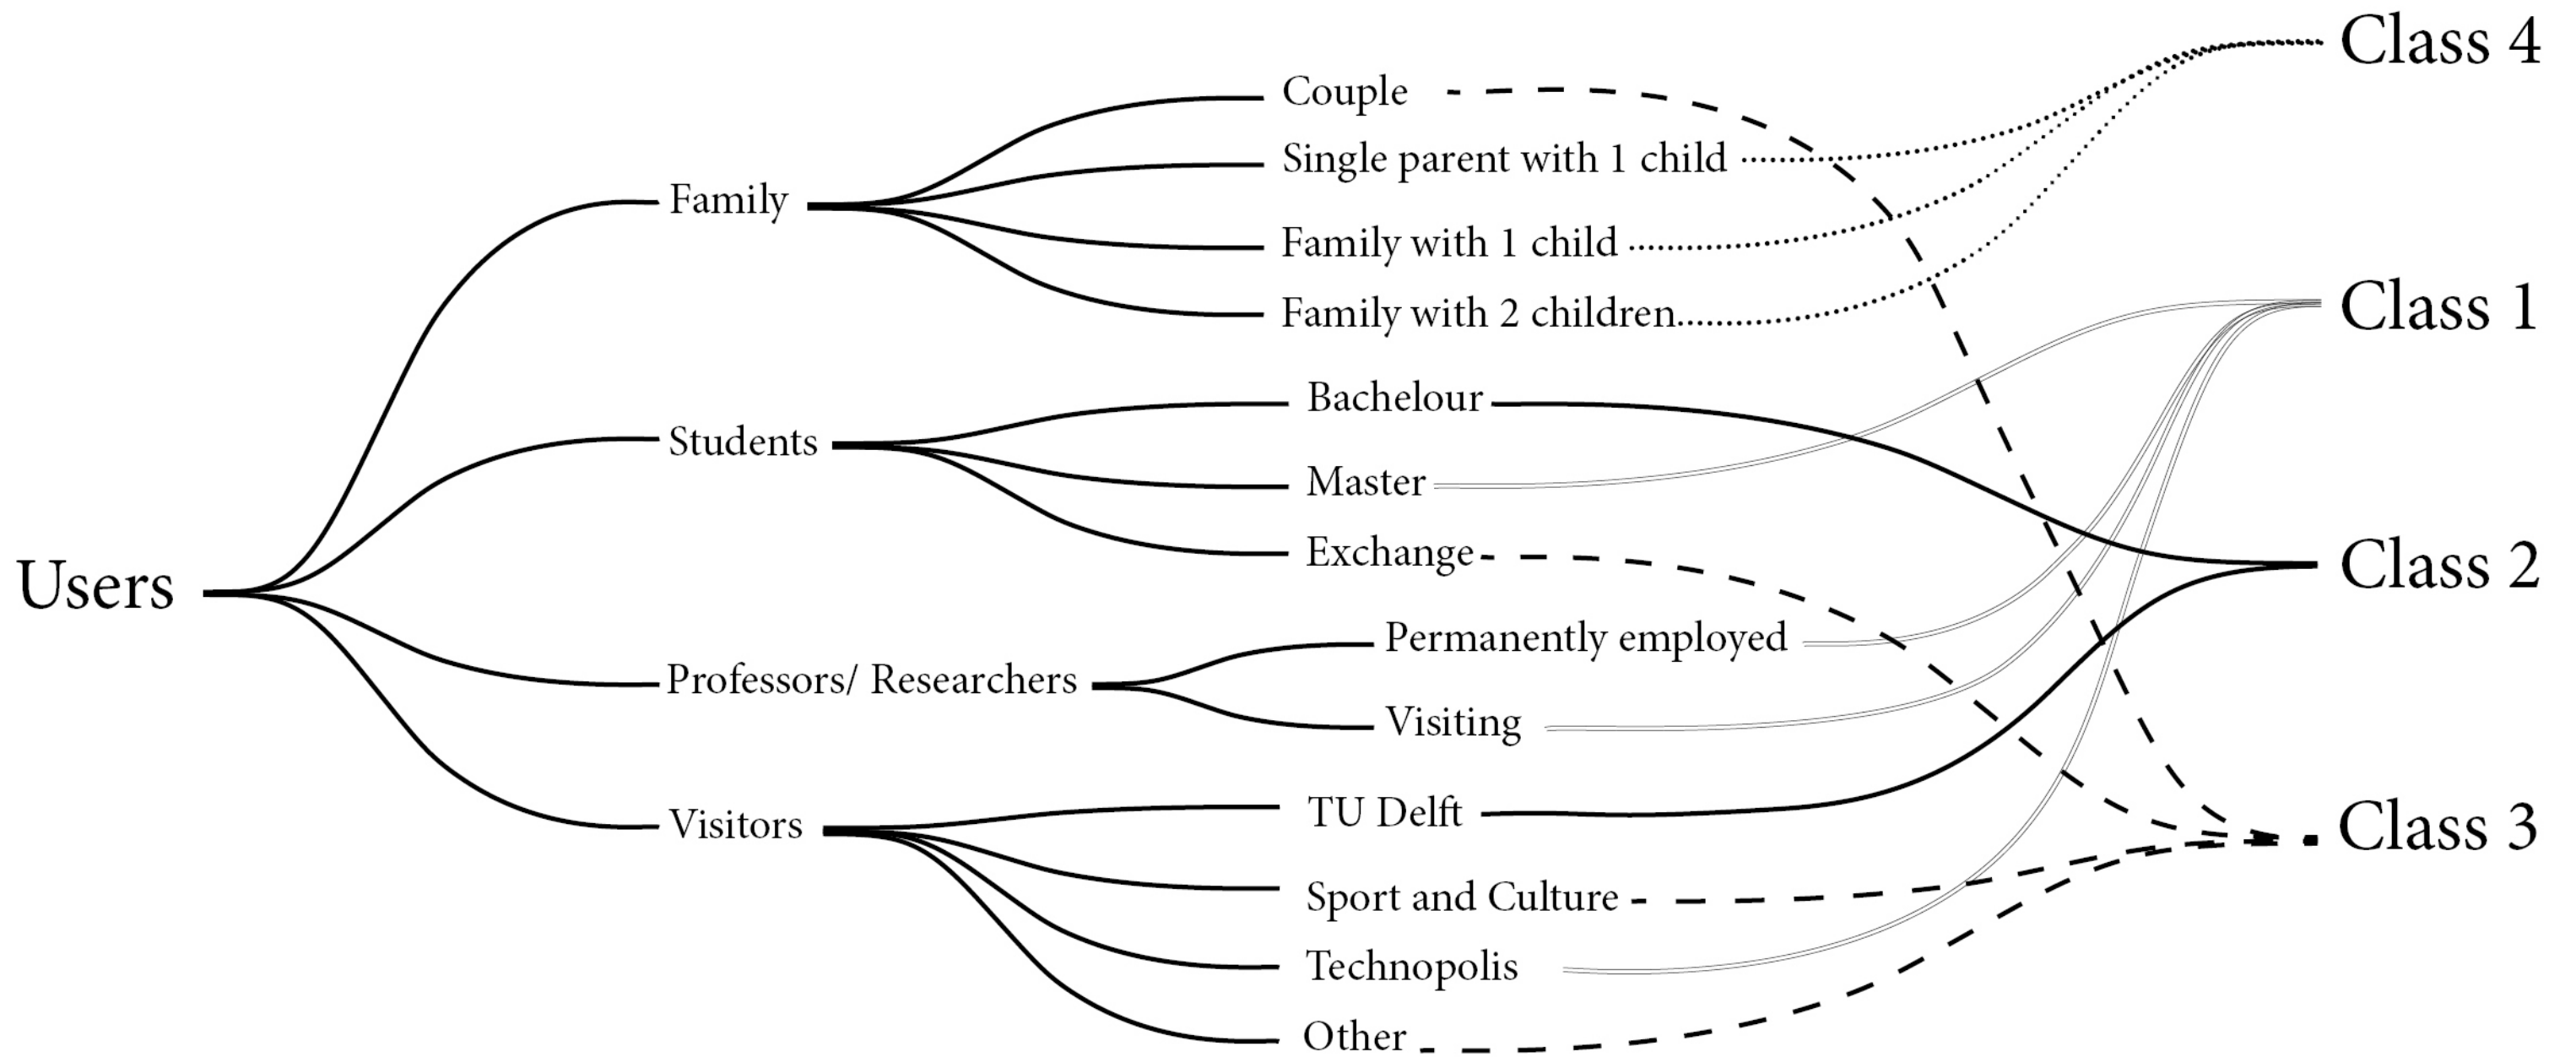 Users
Family
Students
Professors/ Researchers
Visitors
Couple
Single parent with 1 child
Family with 1 child
Family with 2 children
Bachelour
Master
Exchange
Permanently employed
Visiting
TU Delft
Sport and Culture
Technopolis
Other
Class 4
Class 1
Class 2
Class 3